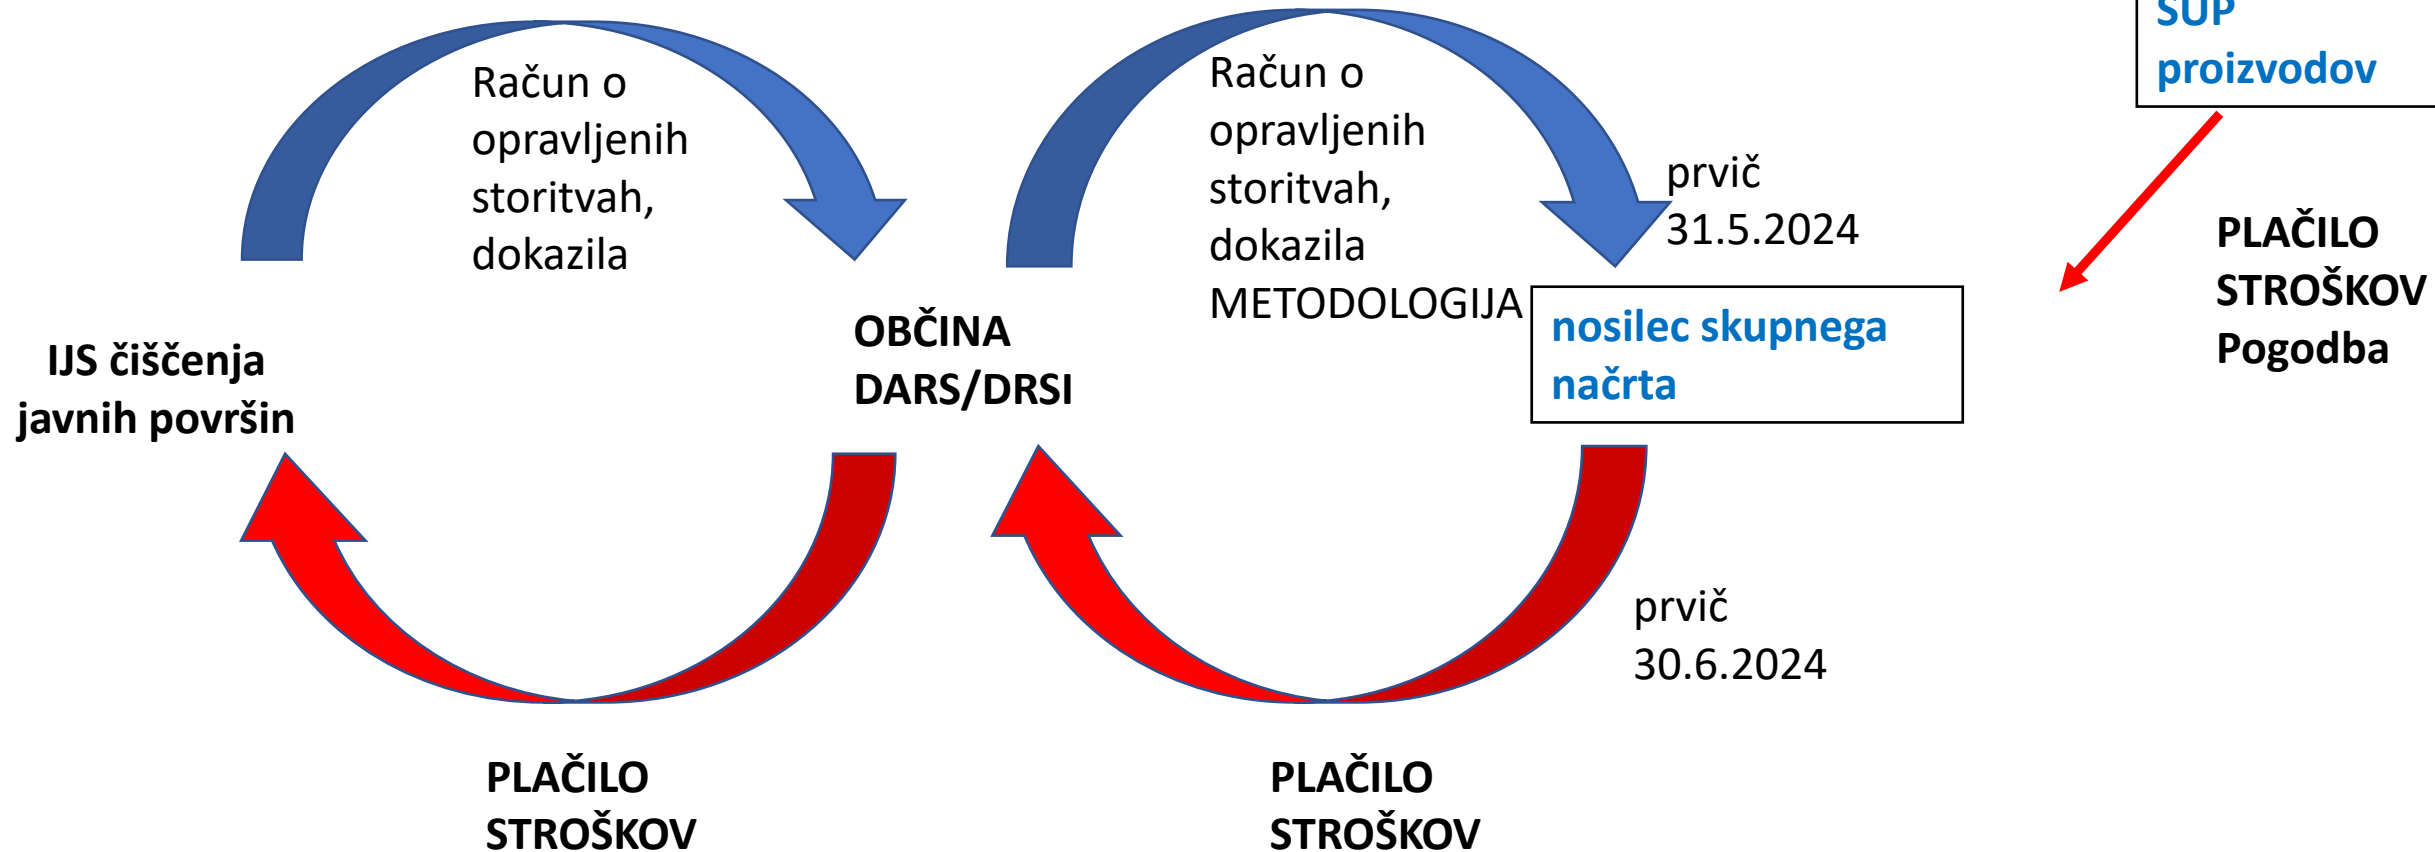 Račun o
opravljenih
storitvah,
dokazila
Račun o
opravljenih
storitvah,
dokazila
METODOLOGIJA
prvič
31.5.2024
SUP
proizvodov
PLAČILO
STROŠKOV
Pogodba
IJS čiščenja
javnih površin
OBČINA
DARS/DRSI
nosilec skupnega
načrta
prvič
30.6.2024
PLAČILO
STROŠKOV
PLAČILO
STROŠKOV